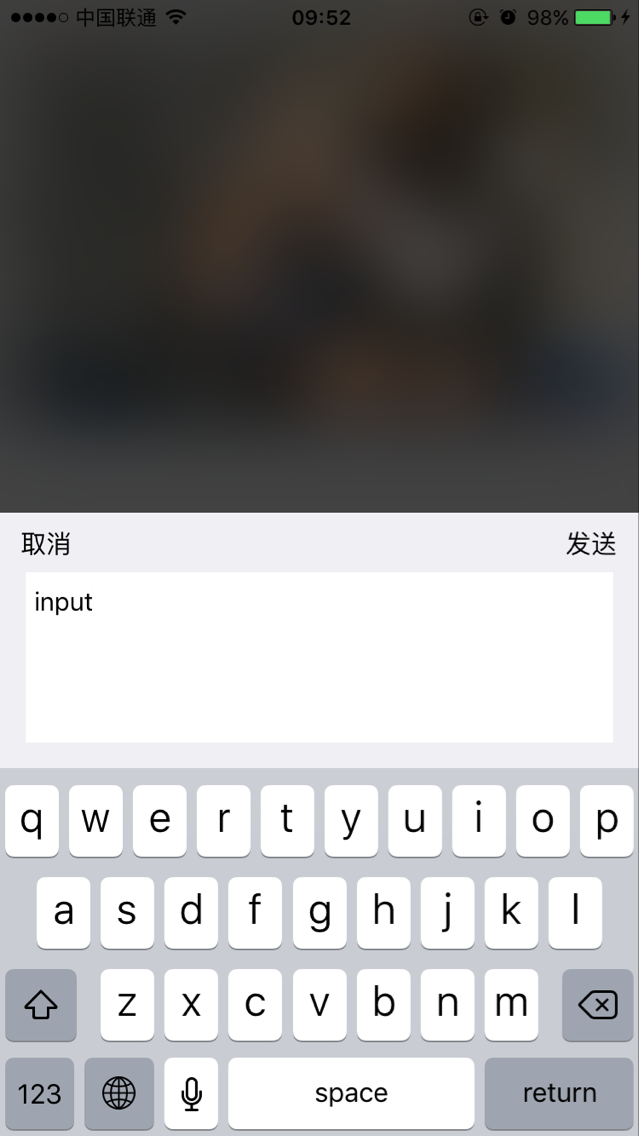 中国联通 09:52 98%
取消 发送
input
q w e r t y u i o p
a s d f g h j k l
z x c v b n m
123 space return